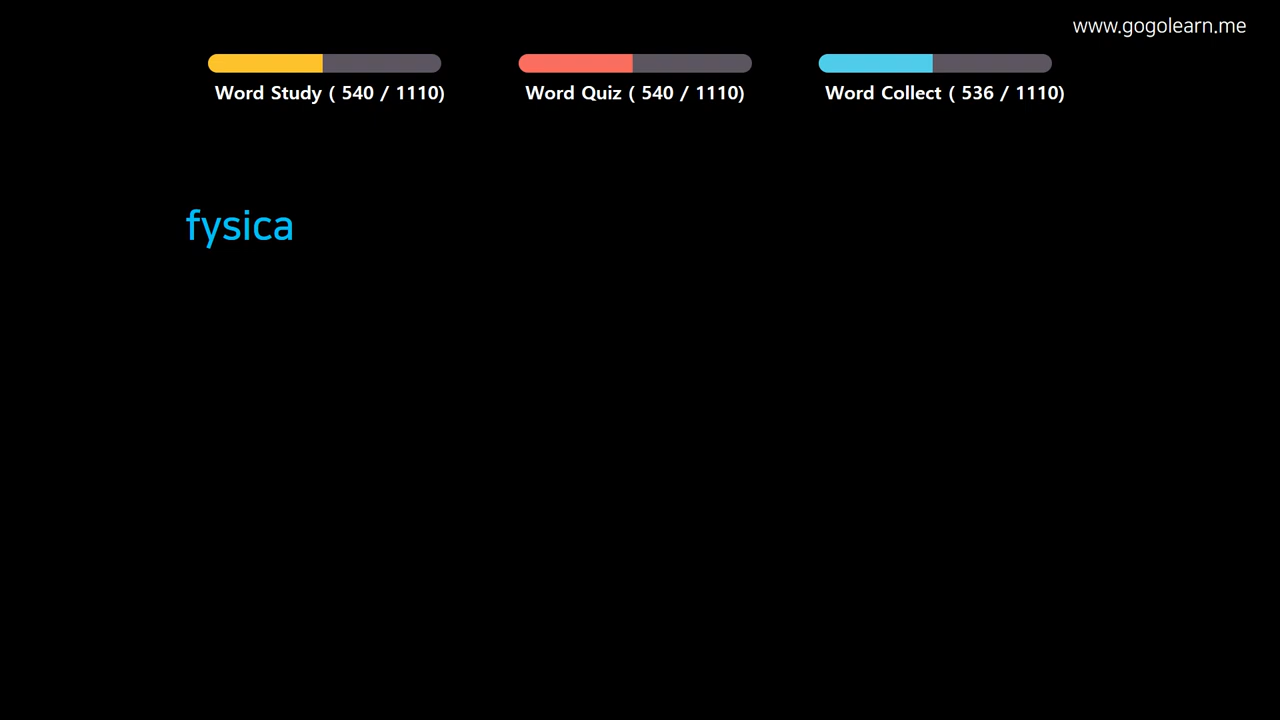 www.gogolearn.me
Word Study ( 540 / 1110)
Word Quiz ( 540 / 1110)
Word Collect ( 536 / 1110)
fysica